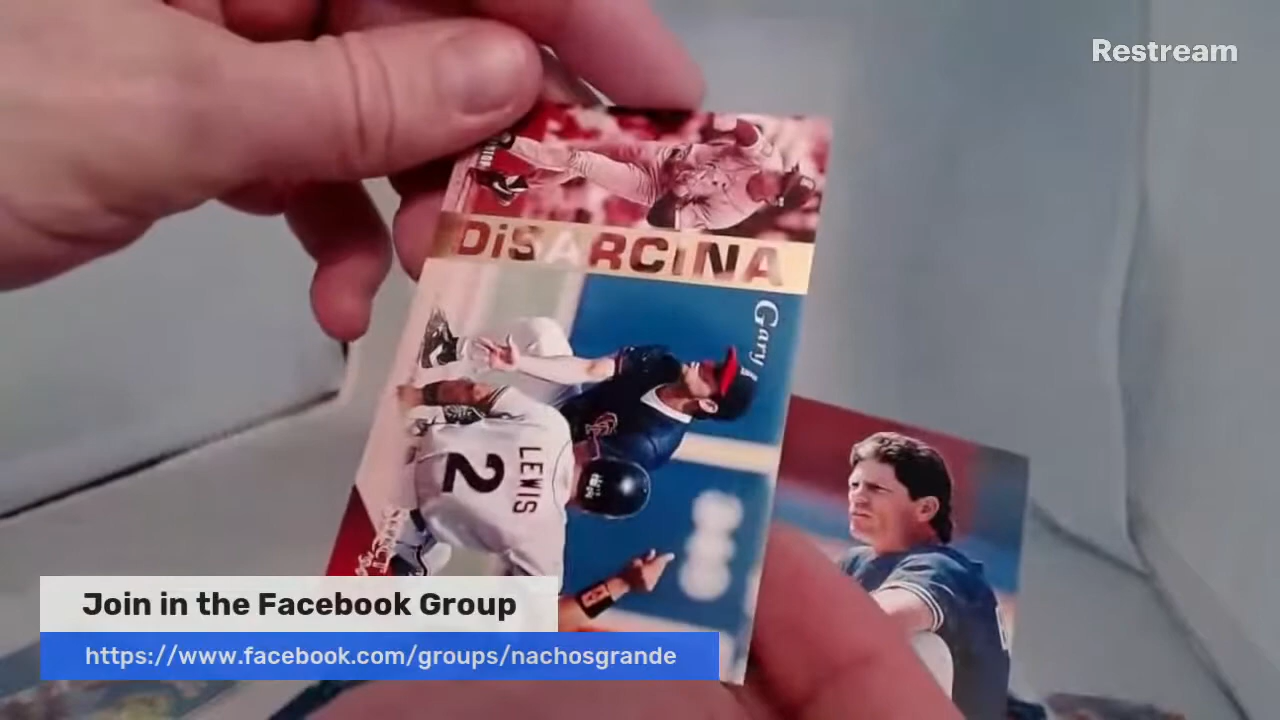 Restream
DiSARCiNA
Gary
LEWIS
2
Join in the Facebook Group
https://www.facebook.com/groups/nachosgrande